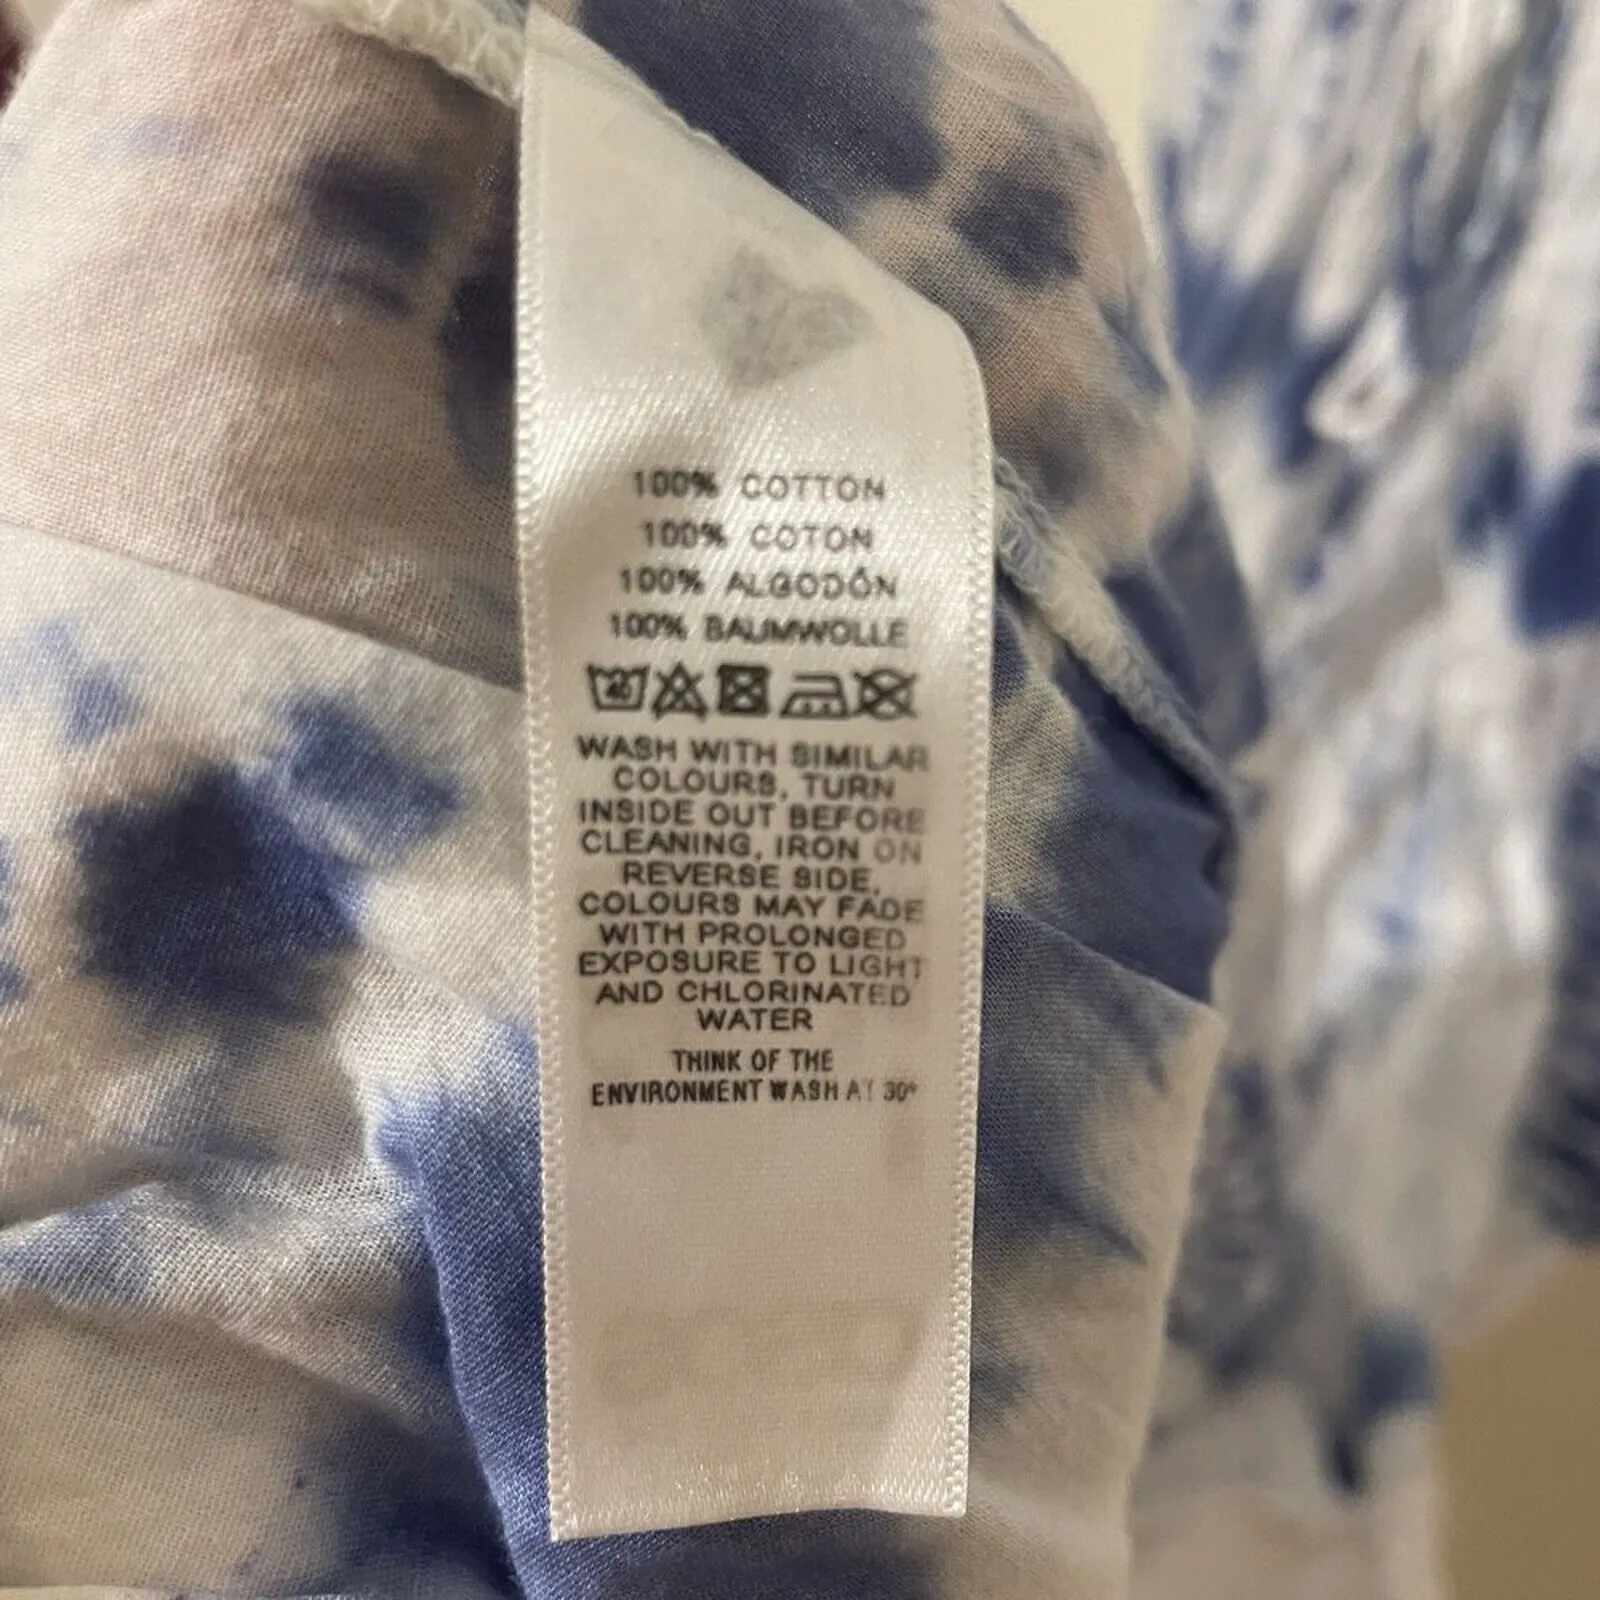 100% COTTON
100% COTON
100% ALGODÓN
100% BAUMWOLLE
40
WASH WITH SIMILAR
COLOURS, TURN
INSIDE OUT BEFORE
CLEANING, IRON ON
REVERSE SIDE,
COLOURS MAY FADE
WITH PROLONGED
EXPOSURE TO LIGHT
AND CHLORINATED
WATER
THINK OF THE
ENVIRONMENT WASH AT 30°